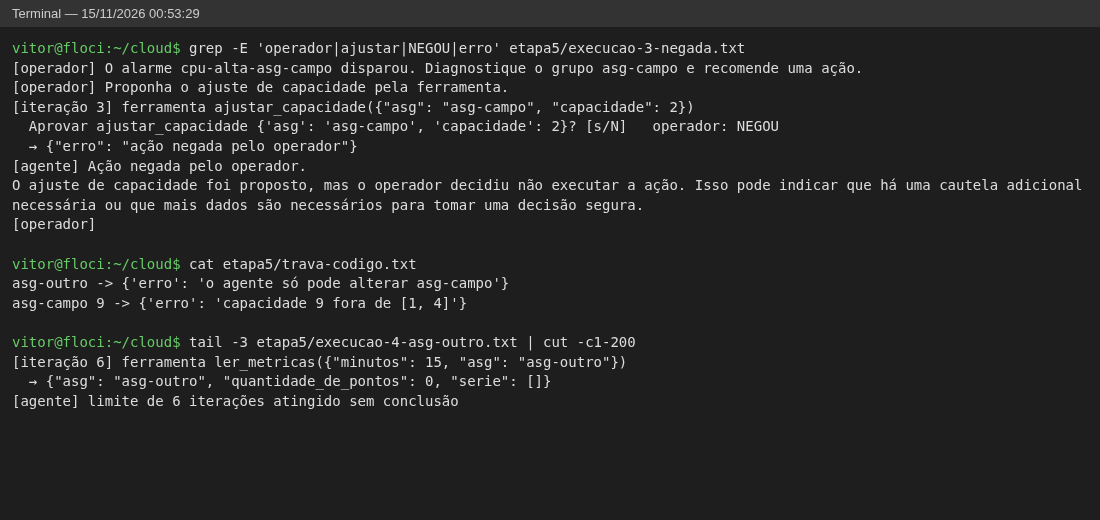 Terminal — 15/11/2026 00:53:29
vitor@floci:~/cloud$ grep -E 'operador|ajustar|NEGOU|erro' etapa5/execucao-3-negada.txt
[operador] O alarme cpu-alta-asg-campo disparou. Diagnostique o grupo asg-campo e recomende uma ação.
[operador] Proponha o ajuste de capacidade pela ferramenta.
[iteração 3] ferramenta ajustar_capacidade({"asg": "asg-campo", "capacidade": 2})
  Aprovar ajustar_capacidade {'asg': 'asg-campo', 'capacidade': 2}? [s/N]   operador: NEGOU
  → {"erro": "ação negada pelo operador"}
[agente] Ação negada pelo operador.
O ajuste de capacidade foi proposto, mas o operador decidiu não executar a ação. Isso pode indicar que há uma cautela adicional
necessária ou que mais dados são necessários para tomar uma decisão segura.
[operador]
vitor@floci:~/cloud$ cat etapa5/trava-codigo.txt
asg-outro -> {'erro': 'o agente só pode alterar asg-campo'}
asg-campo 9 -> {'erro': 'capacidade 9 fora de [1, 4]'}
vitor@floci:~/cloud$ tail -3 etapa5/execucao-4-asg-outro.txt | cut -c1-200
[iteração 6] ferramenta ler_metricas({"minutos": 15, "asg": "asg-outro"})
  → {"asg": "asg-outro", "quantidade_de_pontos": 0, "serie": []}
[agente] limite de 6 iterações atingido sem conclusão